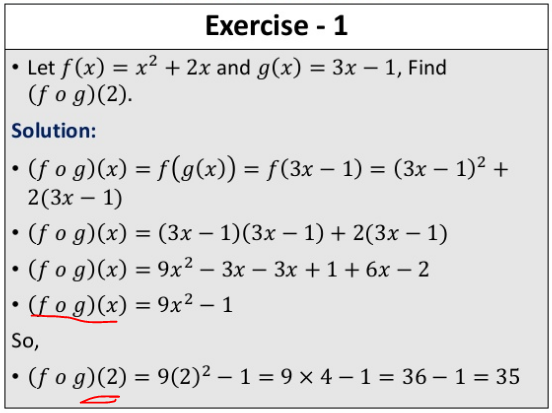 Exercise - 1
• Let f(x) = x² + 2x and g(x) = 3x − 1, Find
(f o g)(2).
Solution:
• (f o g)(x) = f(g(x)) = f(3x − 1) = (3x − 1)² +
2(3x − 1)
• (f o g)(x) = (3x − 1)(3x − 1) + 2(3x − 1)
• (f o g)(x) = 9x² − 3x − 3x + 1 + 6x − 2
• (f o g)(x) = 9x² − 1
So,
• (f o g)(2) = 9(2)² − 1 = 9 × 4 − 1 = 36 − 1 = 35